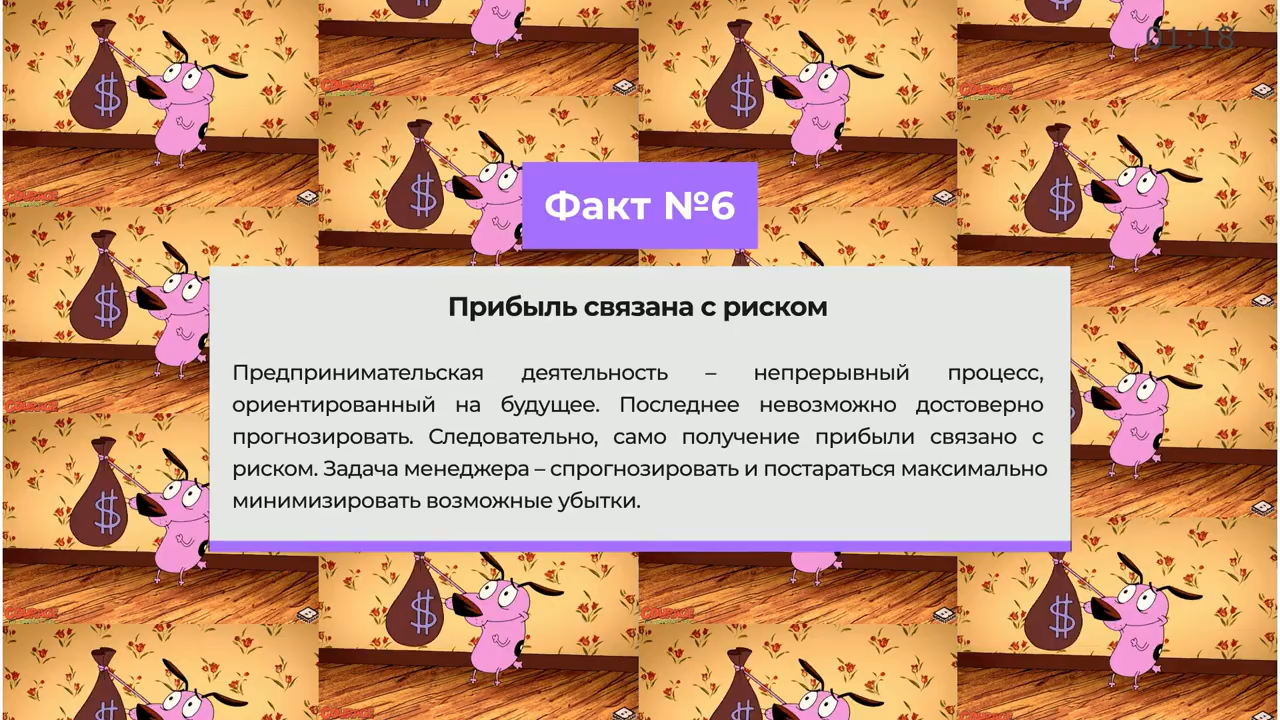 01:18
Факт №6
Прибыль связана с риском
Предпринимательская деятельность – непрерывный процесс,
ориентированный на будущее. Последнее невозможно достоверно
прогнозировать. Следовательно, само получение прибыли связано с
риском. Задача менеджера – спрогнозировать и постараться максимально
минимизировать возможные убытки.